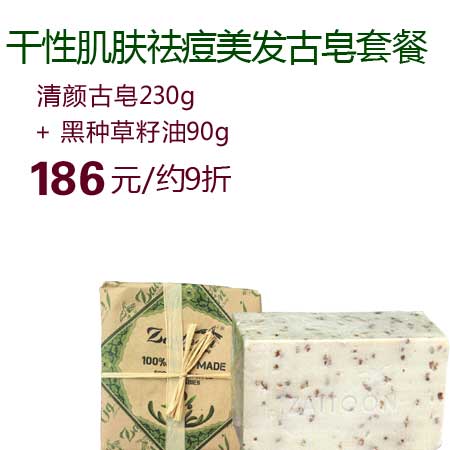 干性肌肤祛痘美发古皂套餐
清颜古皂230g
+ 黑种草籽油90g
186元/约9折
100%
MADE
ZAITOON